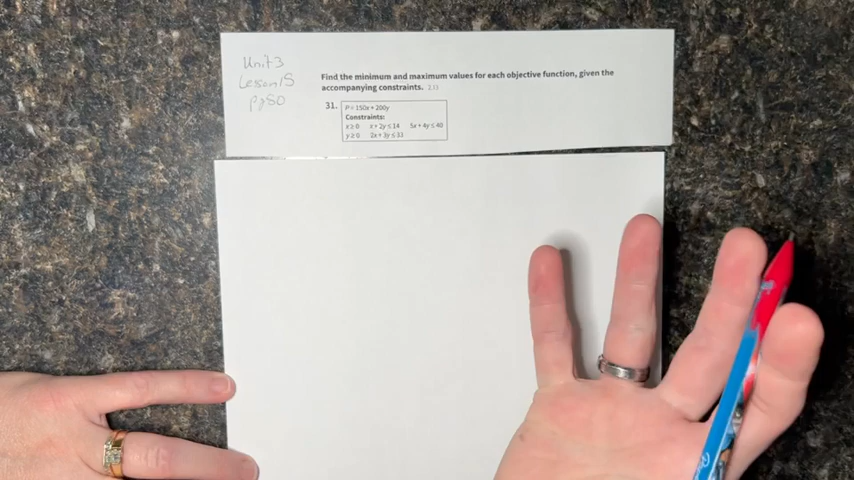 Unit 3
Lesson 15
pg 50
Find the minimum and maximum values for each objective function, given the
accompanying constraints.
31. P = 150x + 200y
Constraints:
x ≥ 0 x + 2y ≤ 14 5x + 4y ≤ 40
y ≥ 0 2x + 3y ≤ 33